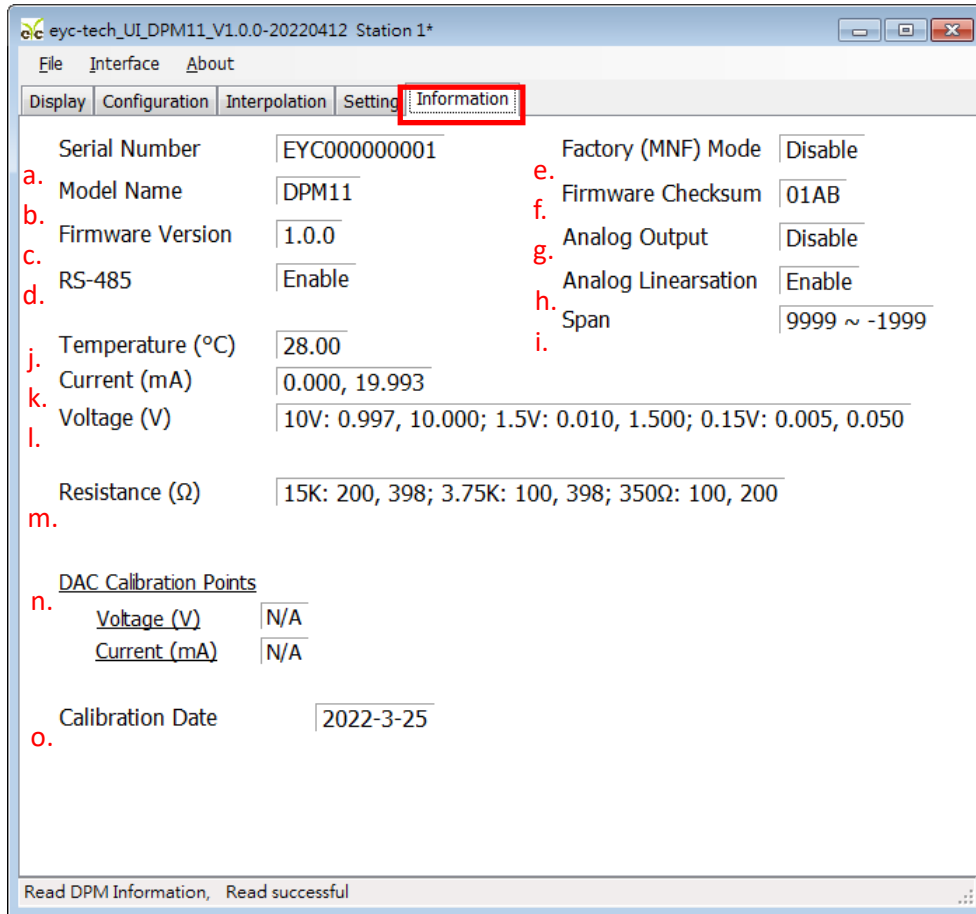 eyc eyc-tech_UI_DPM11_V1.0.0-20220412 Station 1*
File Interface About
Display Configuration Interpolation Setting Information
Serial Number EYC000000001 Factory (MNF) Mode Disable
a. e.
Model Name DPM11 Firmware Checksum 01AB
b. f.
Firmware Version 1.0.0 Analog Output Disable
c. g.
RS-485 Enable Analog Linearsation Enable
d. h.
Span 9999 ~ -1999
i.
Temperature (°C) 28.00
j.
Current (mA) 0.000, 19.993
k.
Voltage (V) 10V: 0.997, 10.000; 1.5V: 0.010, 1.500; 0.15V: 0.005, 0.050
l.
Resistance (Ω) 15K: 200, 398; 3.75K: 100, 398; 350Ω: 100, 200
m.
DAC Calibration Points
n.
Voltage (V) N/A
Current (mA) N/A
Calibration Date 2022-3-25
o.
Read DPM Information, Read successful